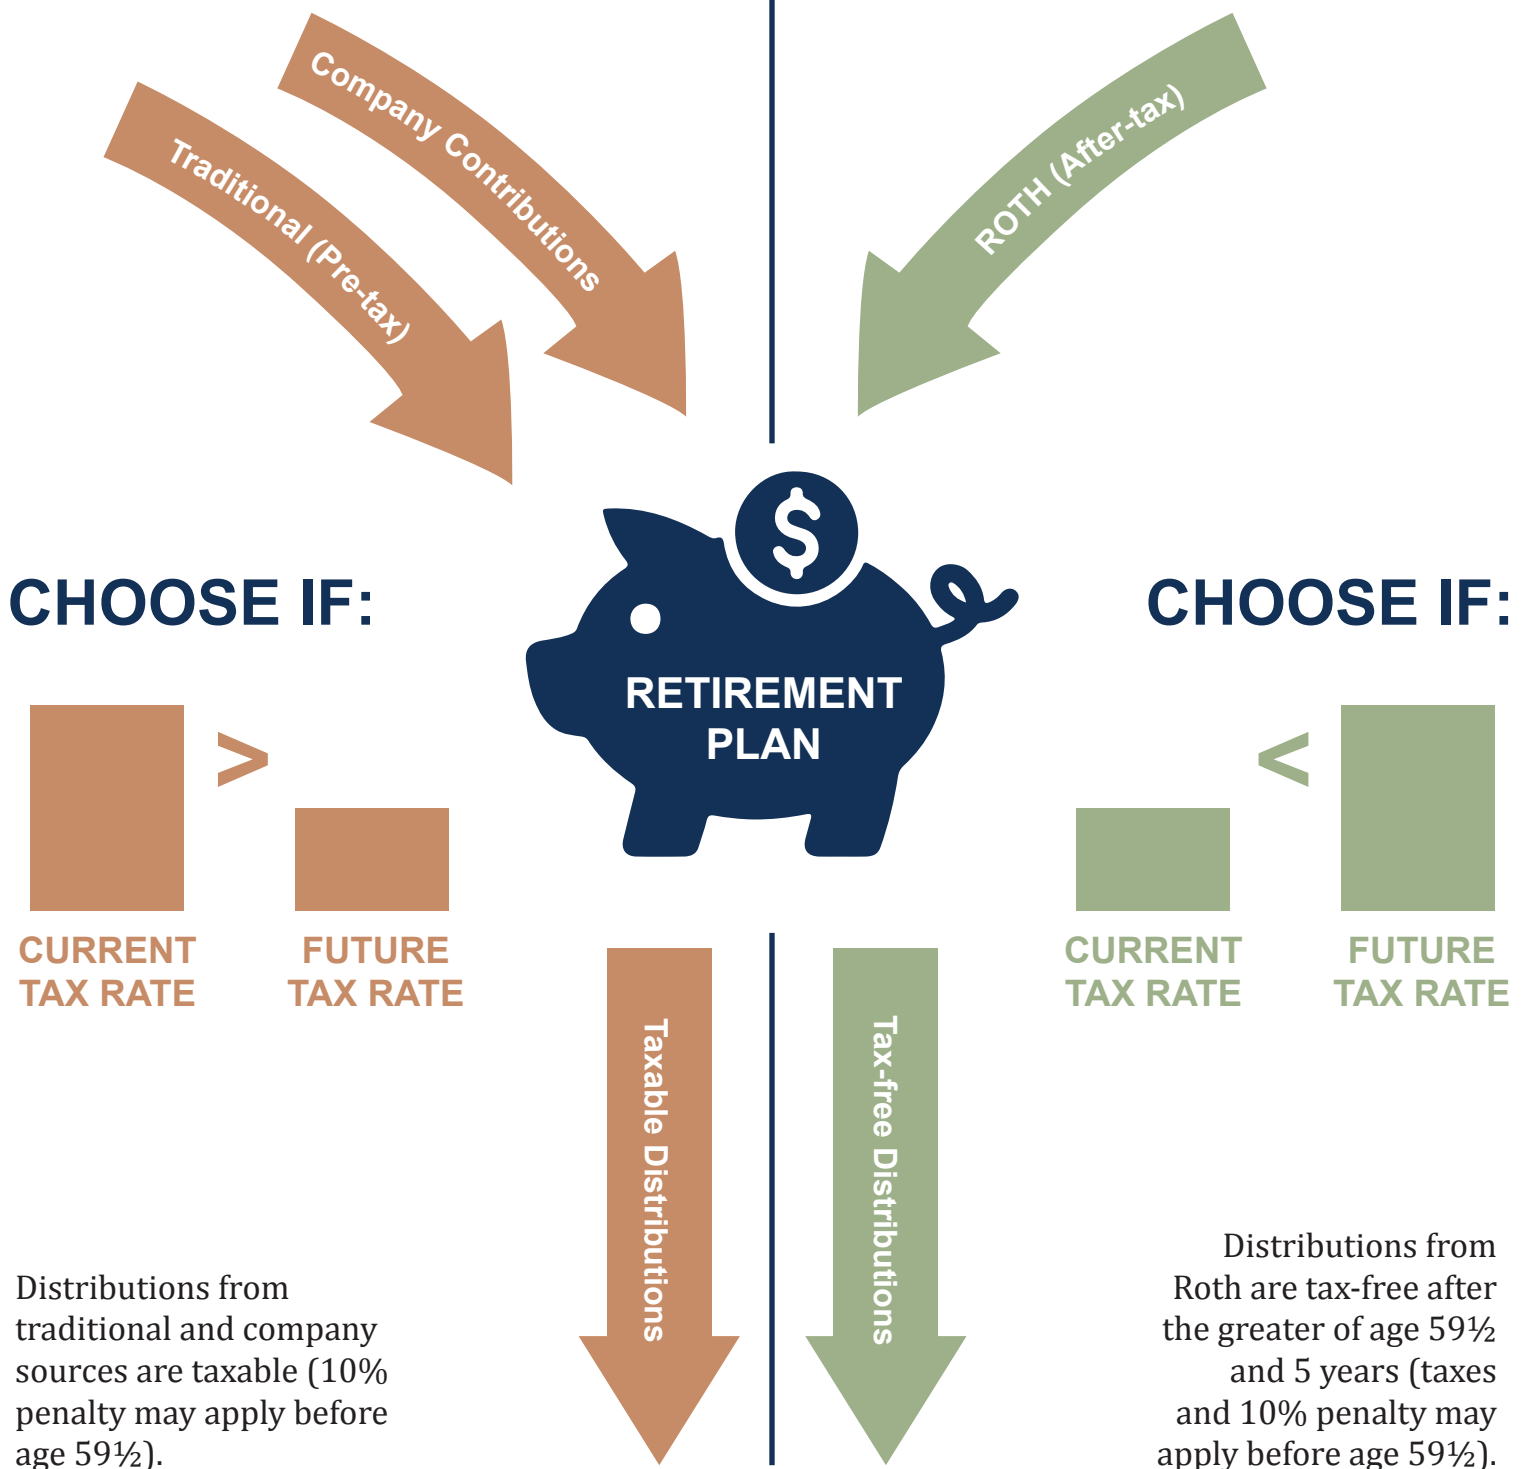 Company Contributions
Traditional (Pre-tax)
ROTH (After-tax)
$
CHOOSE IF:
RETIREMENT
PLAN
CHOOSE IF:
>
CURRENT
TAX RATE
FUTURE
TAX RATE
<
CURRENT
TAX RATE
FUTURE
TAX RATE
Taxable Distributions
Tax-free Distributions
Distributions from
traditional and company
sources are taxable (10%
penalty may apply before
age 59½).
Distributions from
Roth are tax-free after
the greater of age 59½
and 5 years (taxes
and 10% penalty may
apply before age 59½).